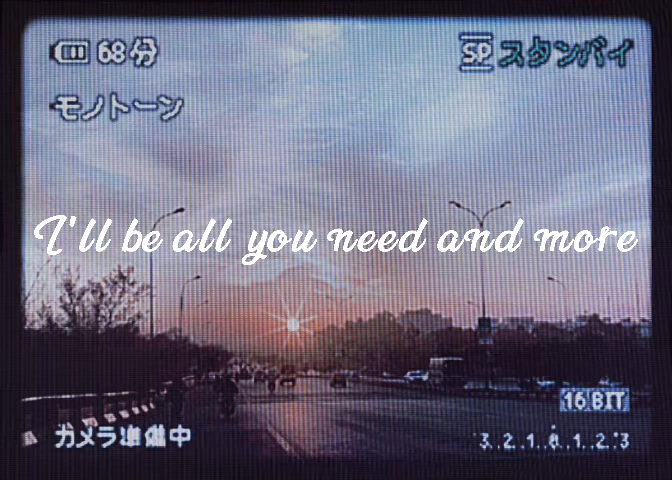 68分
SP スタンバイ
モノトーン
I'll be all you need and more
16 BIT
カメラ準備中
3..2.1.0.1..2.:3